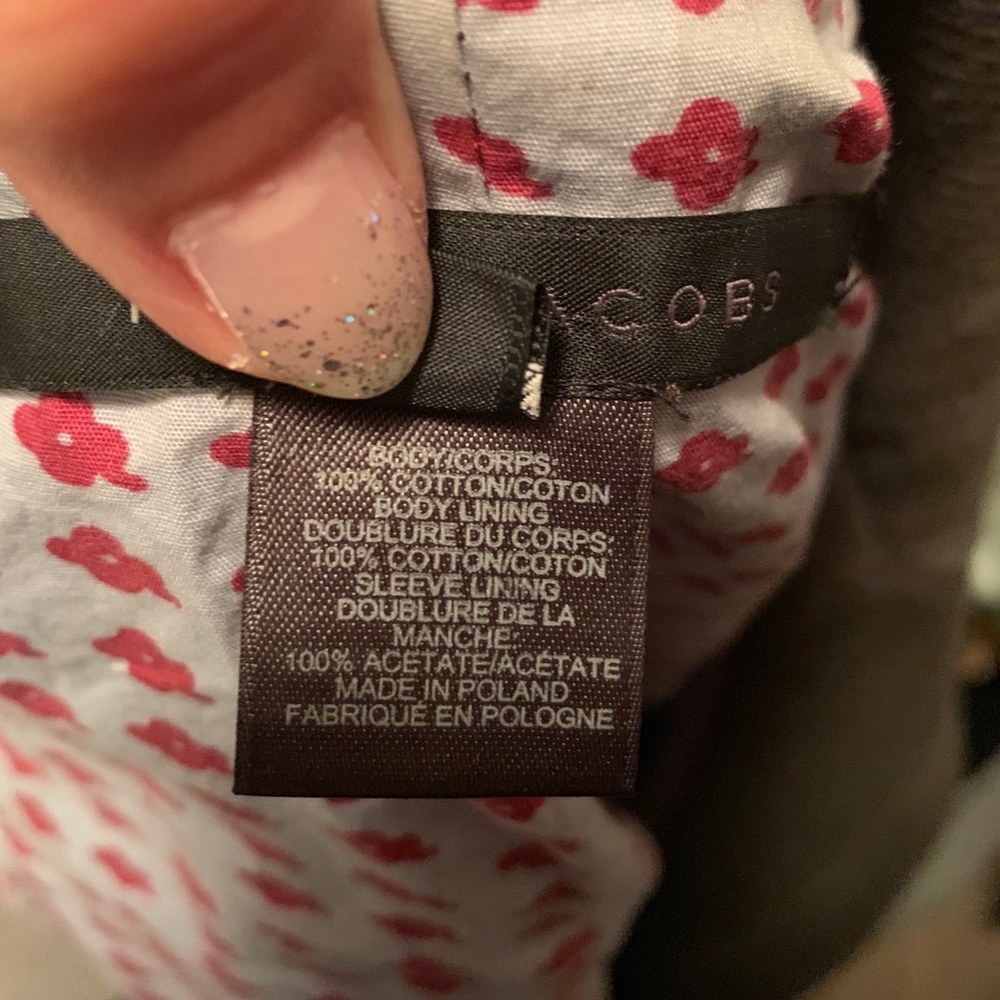 ACOBS
BODY/CORPS:
100% COTTON/COTON
BODY LINING
DOUBLURE DU CORPS:
100% COTTON/COTON
SLEEVE LINING
DOUBLURE DE LA
MANCHE:
100% ACETATE/ACÉTATE
MADE IN POLAND
FABRIQUÉ EN POLOGNE